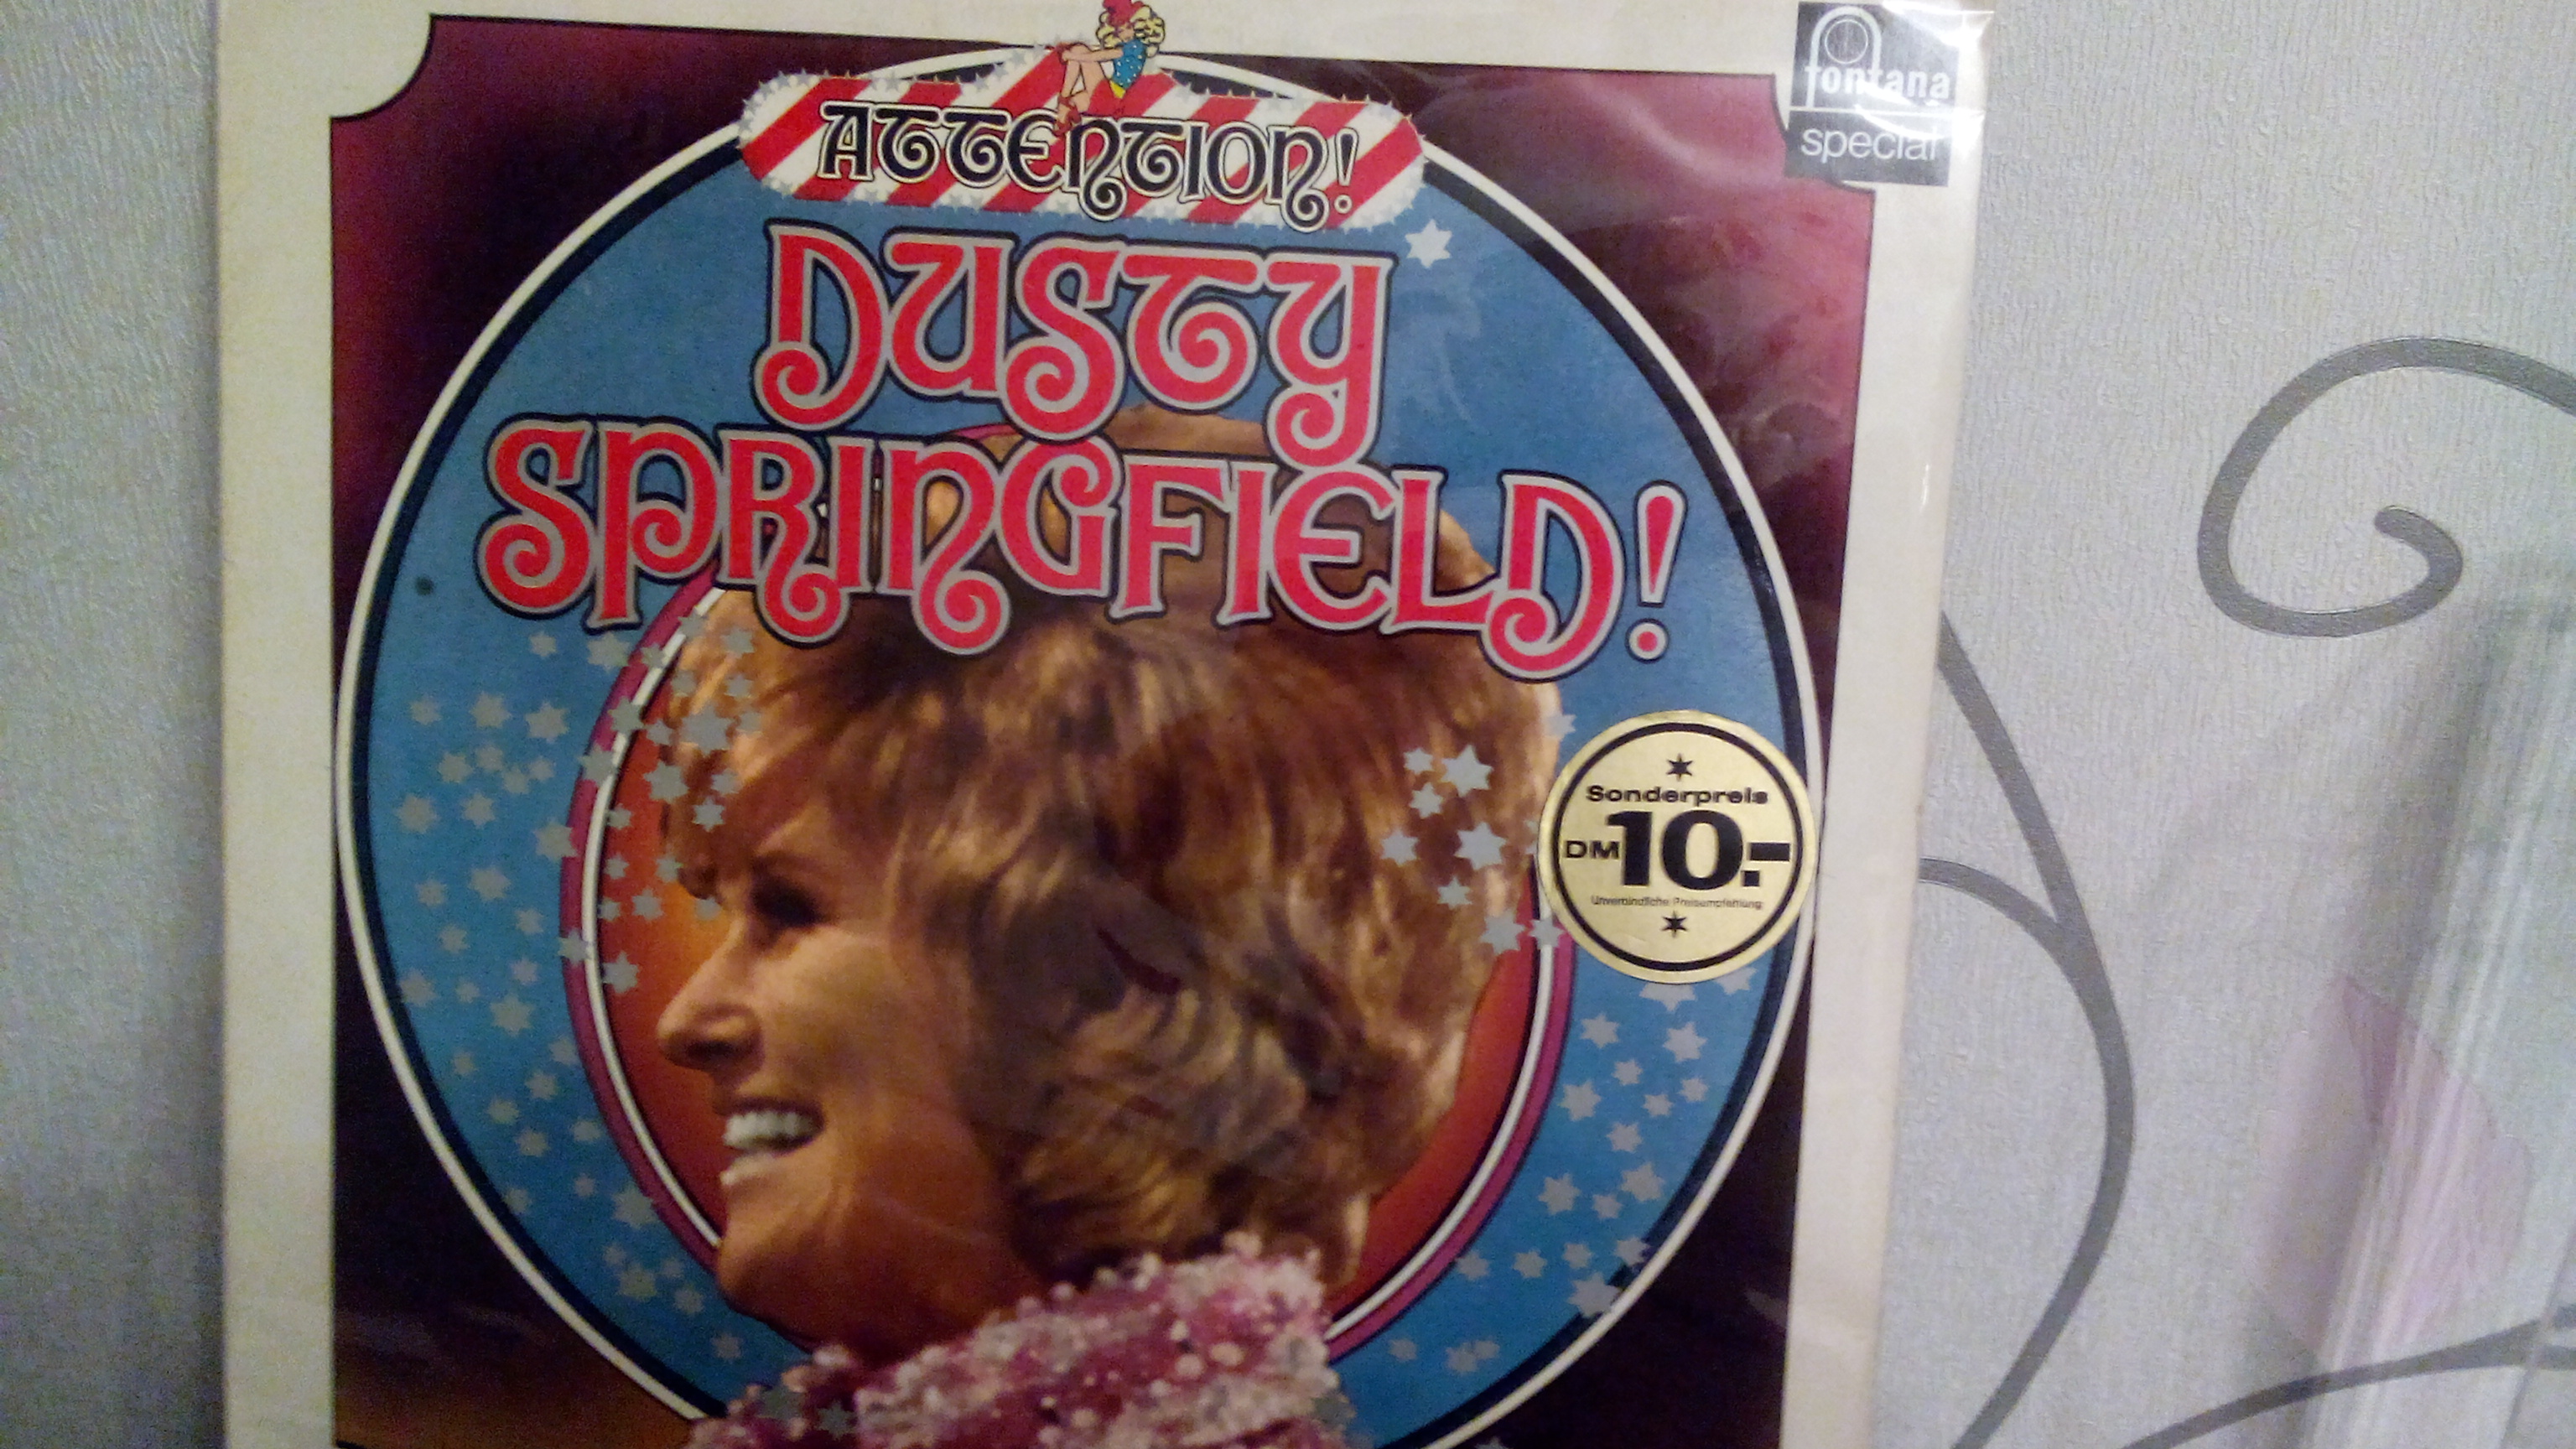 fontana
special
ATTENTION!
DUSTY
SPRINGFIELD!
Sonderpreis
DM 10.-
Unverbindliche Preisempfehlung